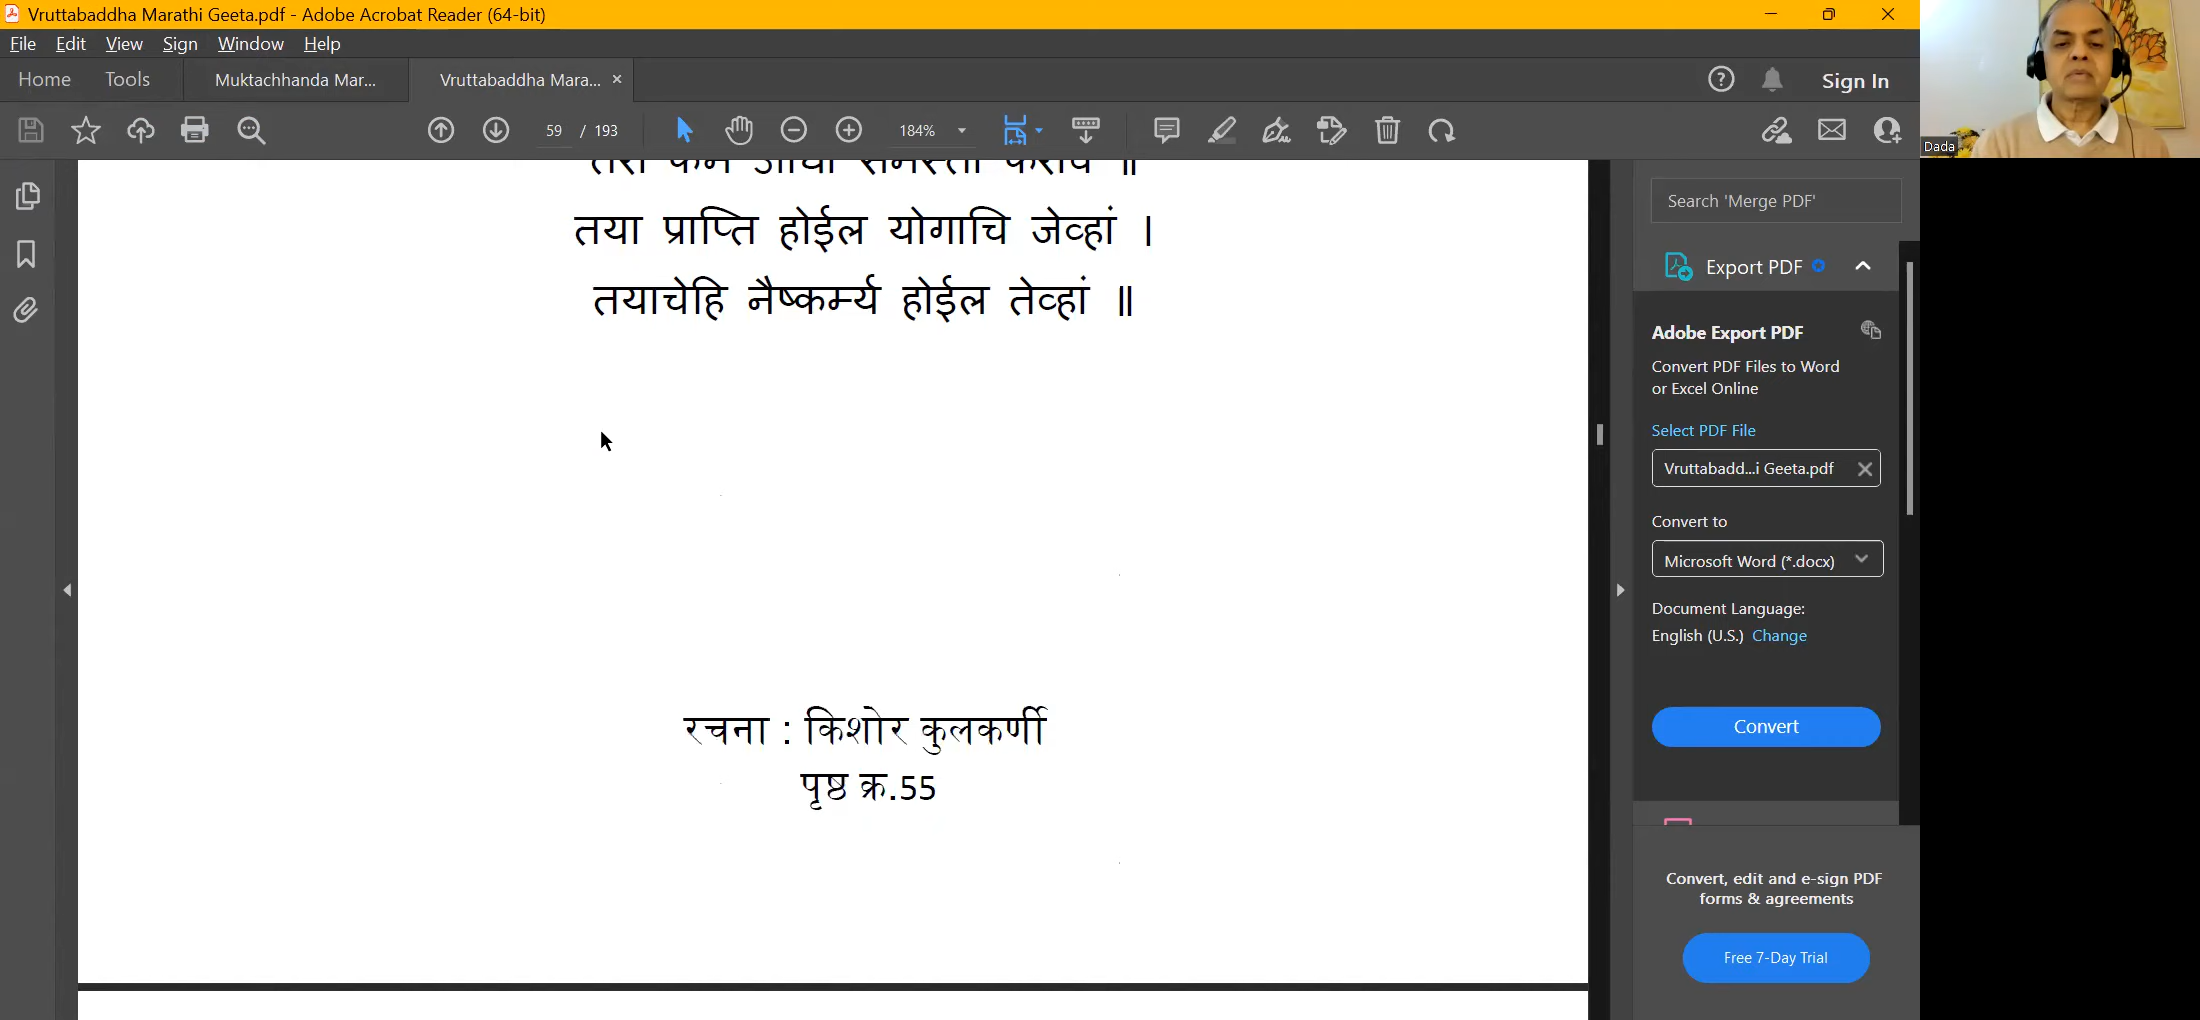 Vruttabaddha Marathi Geeta.pdf - Adobe Acrobat Reader (64-bit)
File Edit View Sign Window Help
Home Tools Muktachhanda Mar... Vruttabaddha Mara... × Sign In
59 / 193 184%
Dada
तया प्राप्ति होईल योगाचि जेव्हां ।
तयाचेहि नैष्कर्म्य होईल तेव्हां ॥
रचना : किशोर कुलकर्णी
पृष्ठ क्र.55
Search 'Merge PDF'
Export PDF
Adobe Export PDF
Convert PDF Files to Word
or Excel Online
Select PDF File
Vruttabadd...i Geeta.pdf
Convert to
Microsoft Word (*.docx)
Document Language:
English (U.S.) Change
Convert
Convert, edit and e-sign PDF
forms & agreements
Free 7-Day Trial